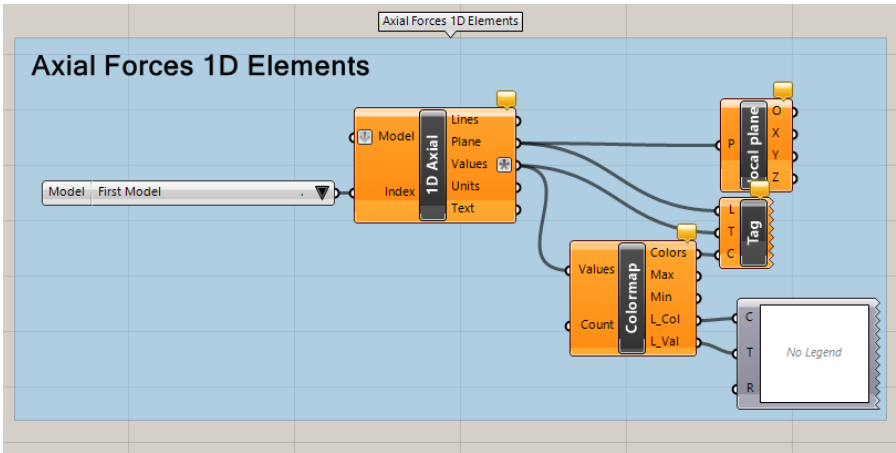 Axial Forces 1D Elements
Axial Forces 1D Elements
Model First Model
Model
Index
1D Axial
Lines
Plane
Values
Units
Text
P
local plane
O
X
Y
Z
L
T
C
Tag
Values
Count
Colormap
Colors
Max
Min
L_Col
L_Val
C
T
R
No Legend